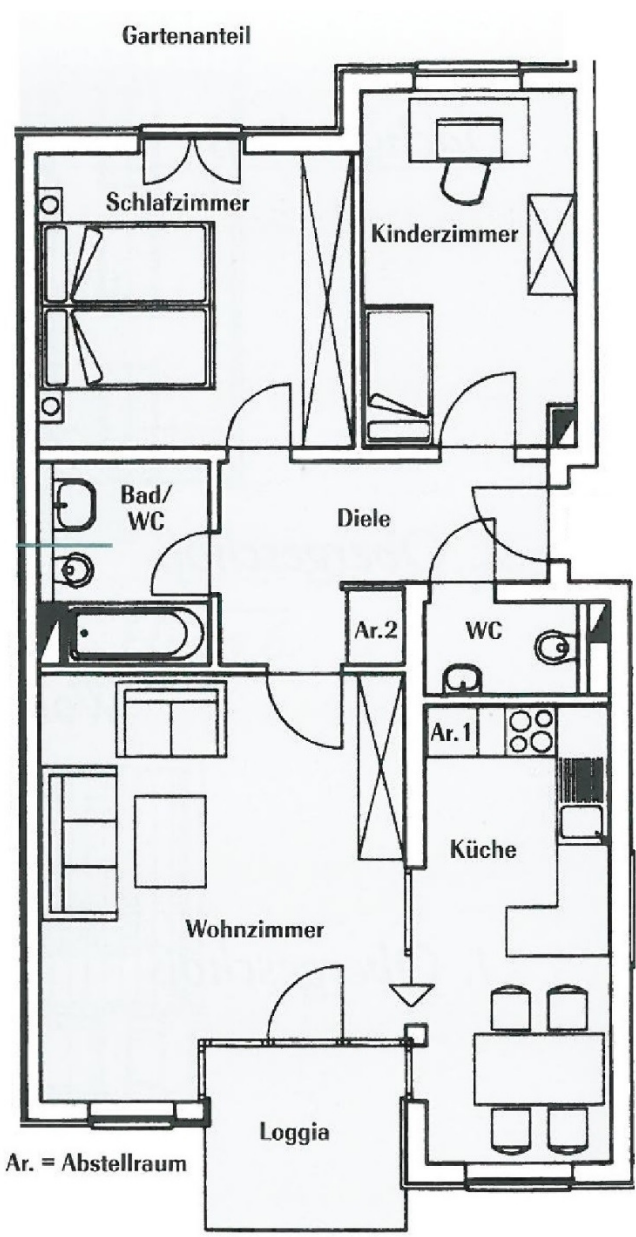 Gartenanteil
Schlafzimmer
Kinderzimmer
Bad/
WC
Diele
Ar.2
WC
Ar.1
Küche
Wohnzimmer
Loggia
Ar. = Abstellraum